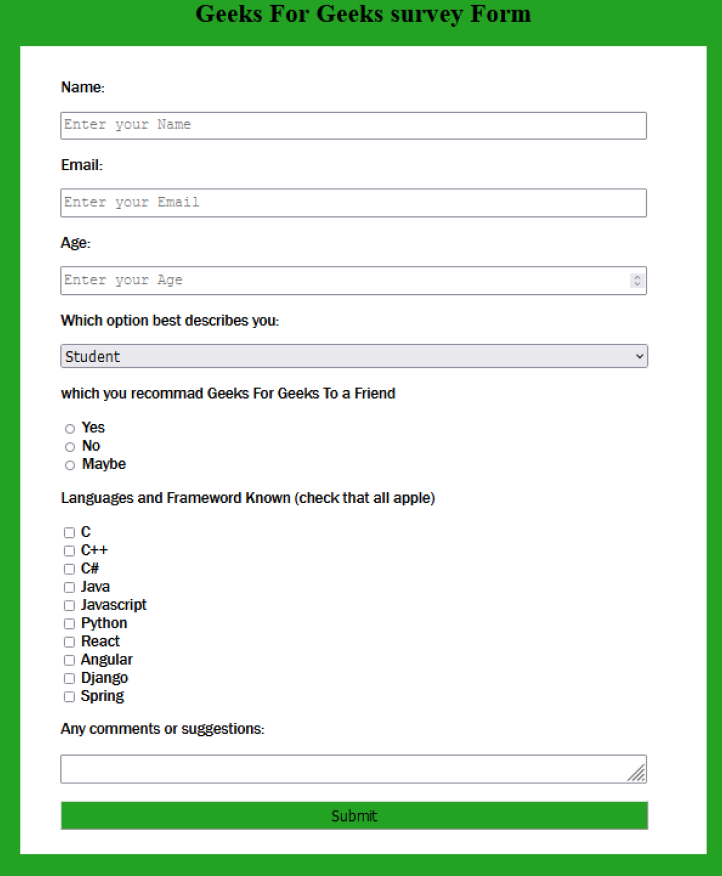 Geeks For Geeks survey Form
Name:
Enter your Name
Email:
Enter your Email
Age:
Enter your Age
Which option best describes you:
Student
which you recommad Geeks For Geeks To a Friend
Yes
No
Maybe
Languages and Frameword Known (check that all apple)
C
C++
C#
Java
Javascript
Python
React
Angular
Django
Spring
Any comments or suggestions:
Submit